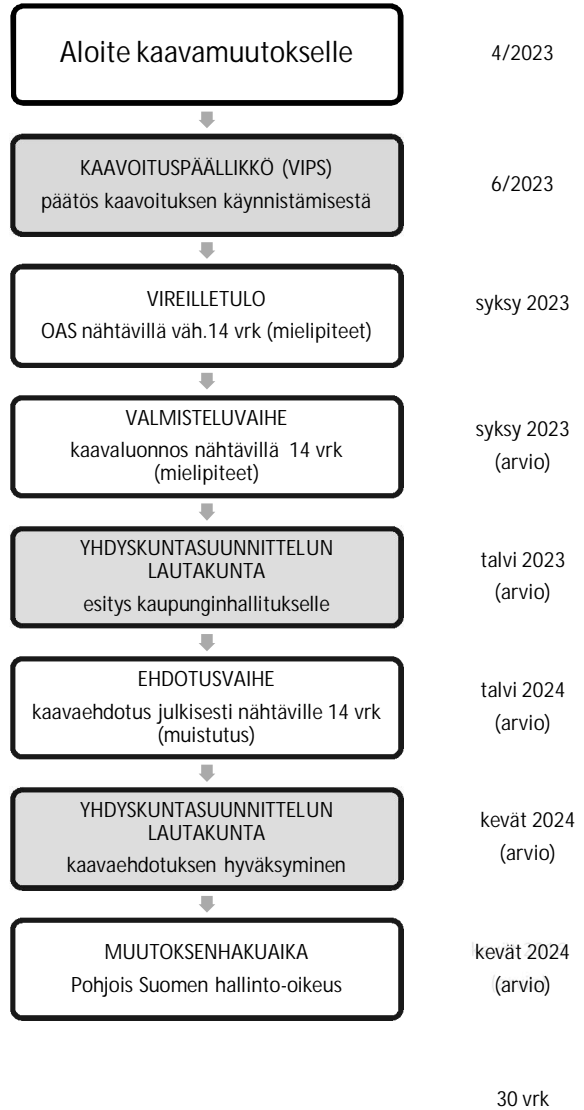 Aloite kaavamuutokselle
4/2023
KAAVOITUSPÄÄLLIKKÖ (VIPS)
päätös kaavoituksen käynnistämisestä
6/2023
VIREILLETULO
OAS nähtävillä väh.14 vrk (mielipiteet)
syksy 2023
VALMISTELUVAIHE
kaavaluonnos nähtävillä 14 vrk
(mielipiteet)
syksy 2023
(arvio)
YHDYSKUNTASUUNNITTELUN
LAUTAKUNTA
esitys kaupunginhallitukselle
talvi 2023
(arvio)
EHDOTUSVAIHE
kaavaehdotus julkisesti nähtäville 14 vrk
(muistutus)
talvi 2024
(arvio)
YHDYSKUNTASUUNNITTELUN
LAUTAKUNTA
kaavaehdotuksen hyväksyminen
kevät 2024
(arvio)
MUUTOKSENHAKUAIKA
Pohjois Suomen hallinto-oikeus
kevät 2024
(arvio)
30 vrk